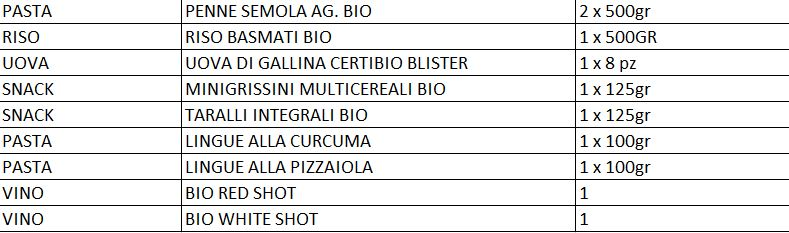 PASTA PENNE SEMOLA AG. BIO 2 x 500gr
RISO RISO BASMATI BIO 1 x 500GR
UOVA UOVA DI GALLINA CERTIBIO BLISTER 1 x 8 pz
SNACK MINIGRISSINI MULTICEREALI BIO 1 x 125gr
SNACK TARALLI INTEGRALI BIO 1 x 125gr
PASTA LINGUE ALLA CURCUMA 1 x 100gr
PASTA LINGUE ALLA PIZZAIOLA 1 x 100gr
VINO BIO RED SHOT 1
VINO BIO WHITE SHOT 1